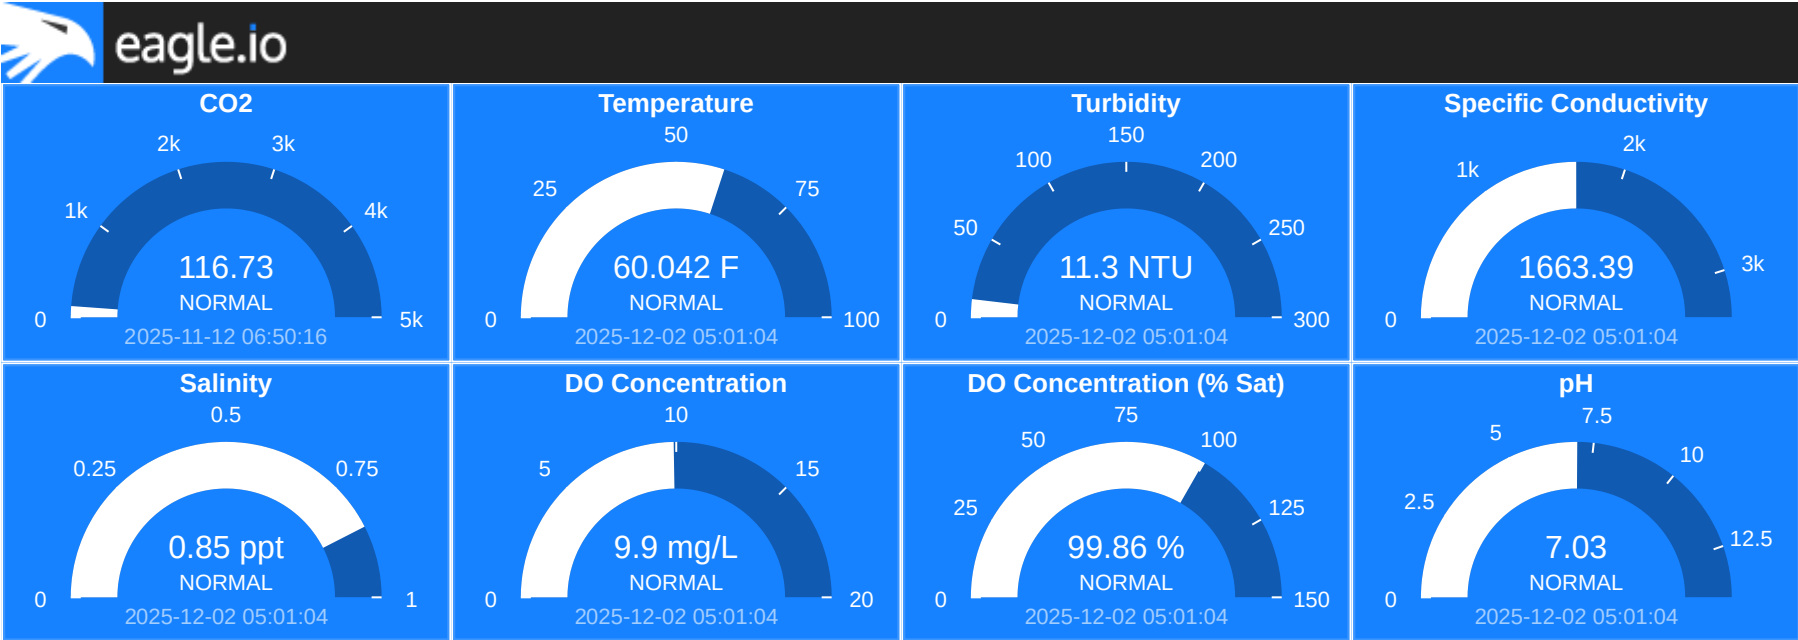 eagle.io
CO2
2k
3k
1k
4k
116.73
NORMAL
0
5k
2025-11-12 06:50:16
Temperature
50
25
75
60.042 F
NORMAL
0
100
2025-12-02 05:01:04
Turbidity
150
100
200
50
250
11.3 NTU
NORMAL
0
300
2025-12-02 05:01:04
Specific Conductivity
2k
1k
3k
1663.39
NORMAL
0
2025-12-02 05:01:04
Salinity
0.5
0.25
0.75
0.85 ppt
NORMAL
0
1
2025-12-02 05:01:04
DO Concentration
10
5
15
9.9 mg/L
NORMAL
0
20
2025-12-02 05:01:04
DO Concentration (% Sat)
75
50
100
25
125
99.86 %
NORMAL
0
150
2025-12-02 05:01:04
pH
7.5
5
10
2.5
12.5
7.03
NORMAL
0
2025-12-02 05:01:04